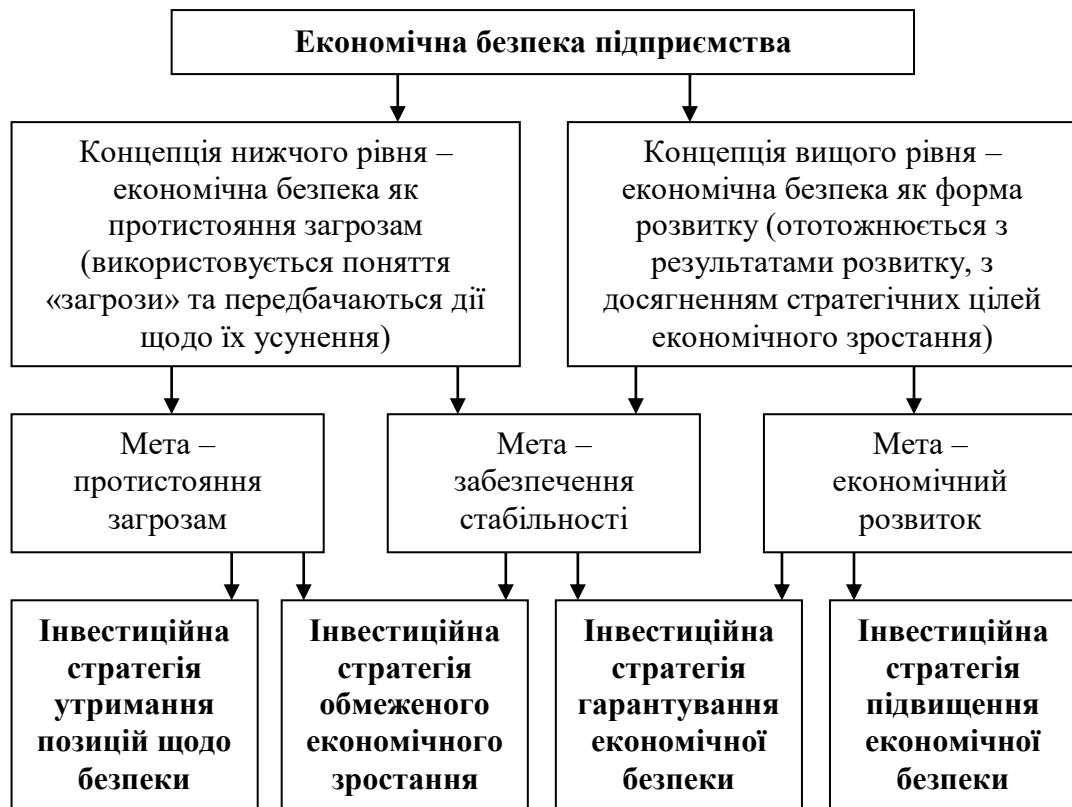 Економічна безпека підприємства
Концепція нижчого рівня –
економічна безпека як
протистояння загрозам
(використовується поняття
«загрози» та передбачаються дії
щодо їх усунення)
Концепція вищого рівня –
економічна безпека як форма
розвитку (ототожнюється з
результатами розвитку, з
досягненням стратегічних цілей
економічного зростання)
Мета –
протистояння
загрозам
Мета –
забезпечення
стабільності
Мета –
економічний
розвиток
Інвестиційна
стратегія
утримання
позицій щодо
безпеки
Інвестиційна
стратегія
обмеженого
економічного
зростання
Інвестиційна
стратегія
гарантування
економічної
безпеки
Інвестиційна
стратегія
підвищення
економічної
безпеки